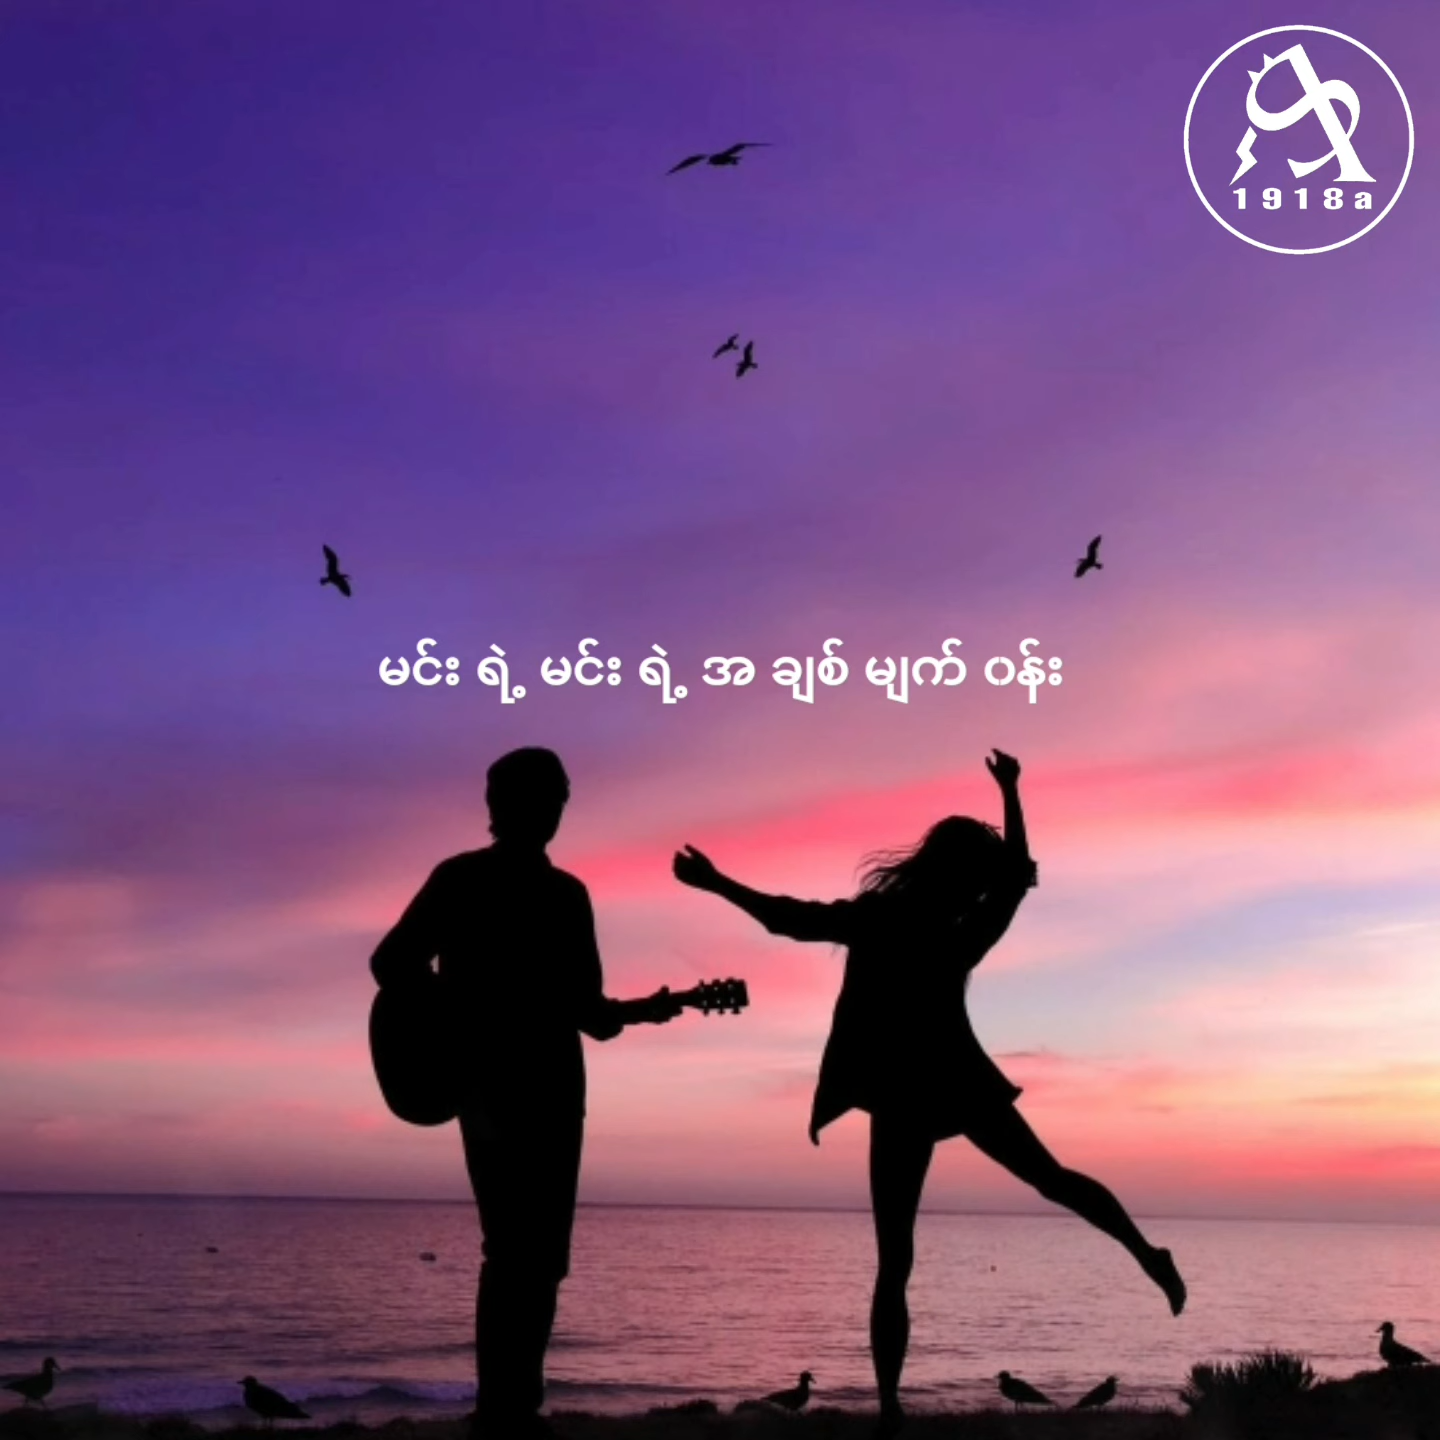 1918a
မင်း ရဲ့ မင်း ရဲ့ အ ချစ် မျက် ဝန်း